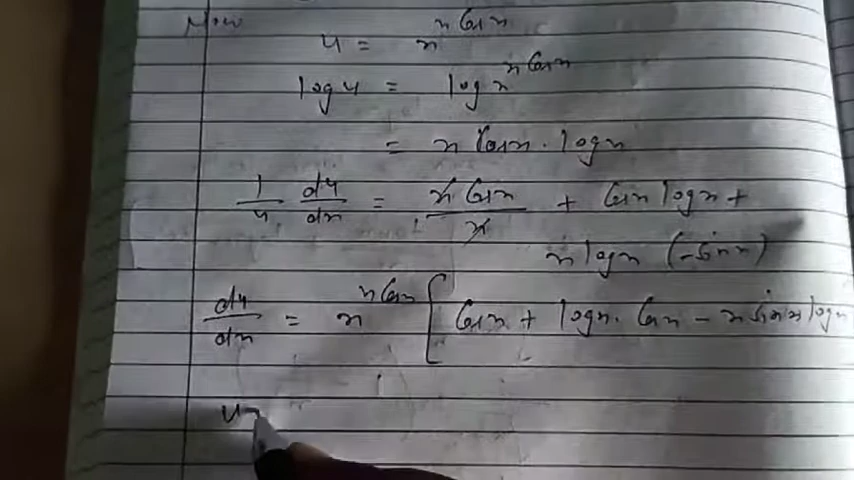 Now
u = x^(x cos x)
log u = log x^(x cos x)
= x cos x . log x
1/u du/dx = x cos x / x + cos x log x +
x log x (-sin x)
du/dx = x^(x cos x) [ cos x + log x . cos x - x sin x log x
v =